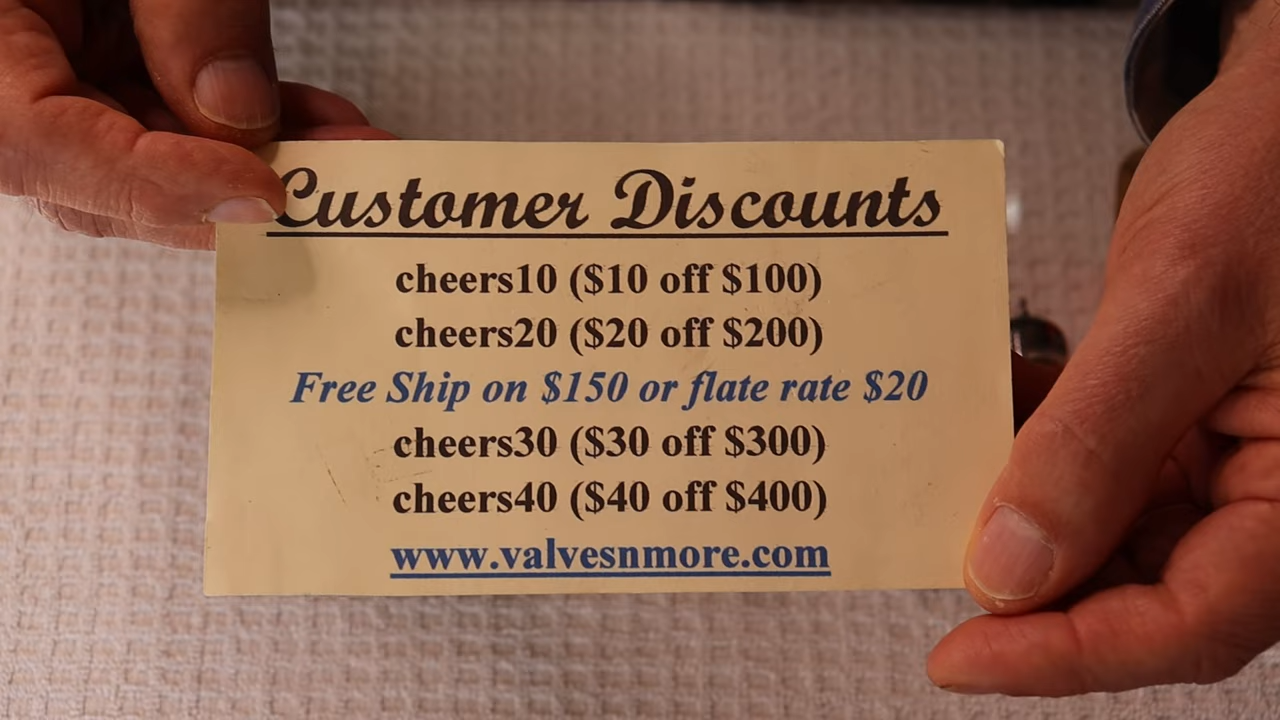 Customer Discounts
cheers10 ($10 off $100)
cheers20 ($20 off $200)
Free Ship on $150 or flate rate $20
cheers30 ($30 off $300)
cheers40 ($40 off $400)
www.valvesnmore.com